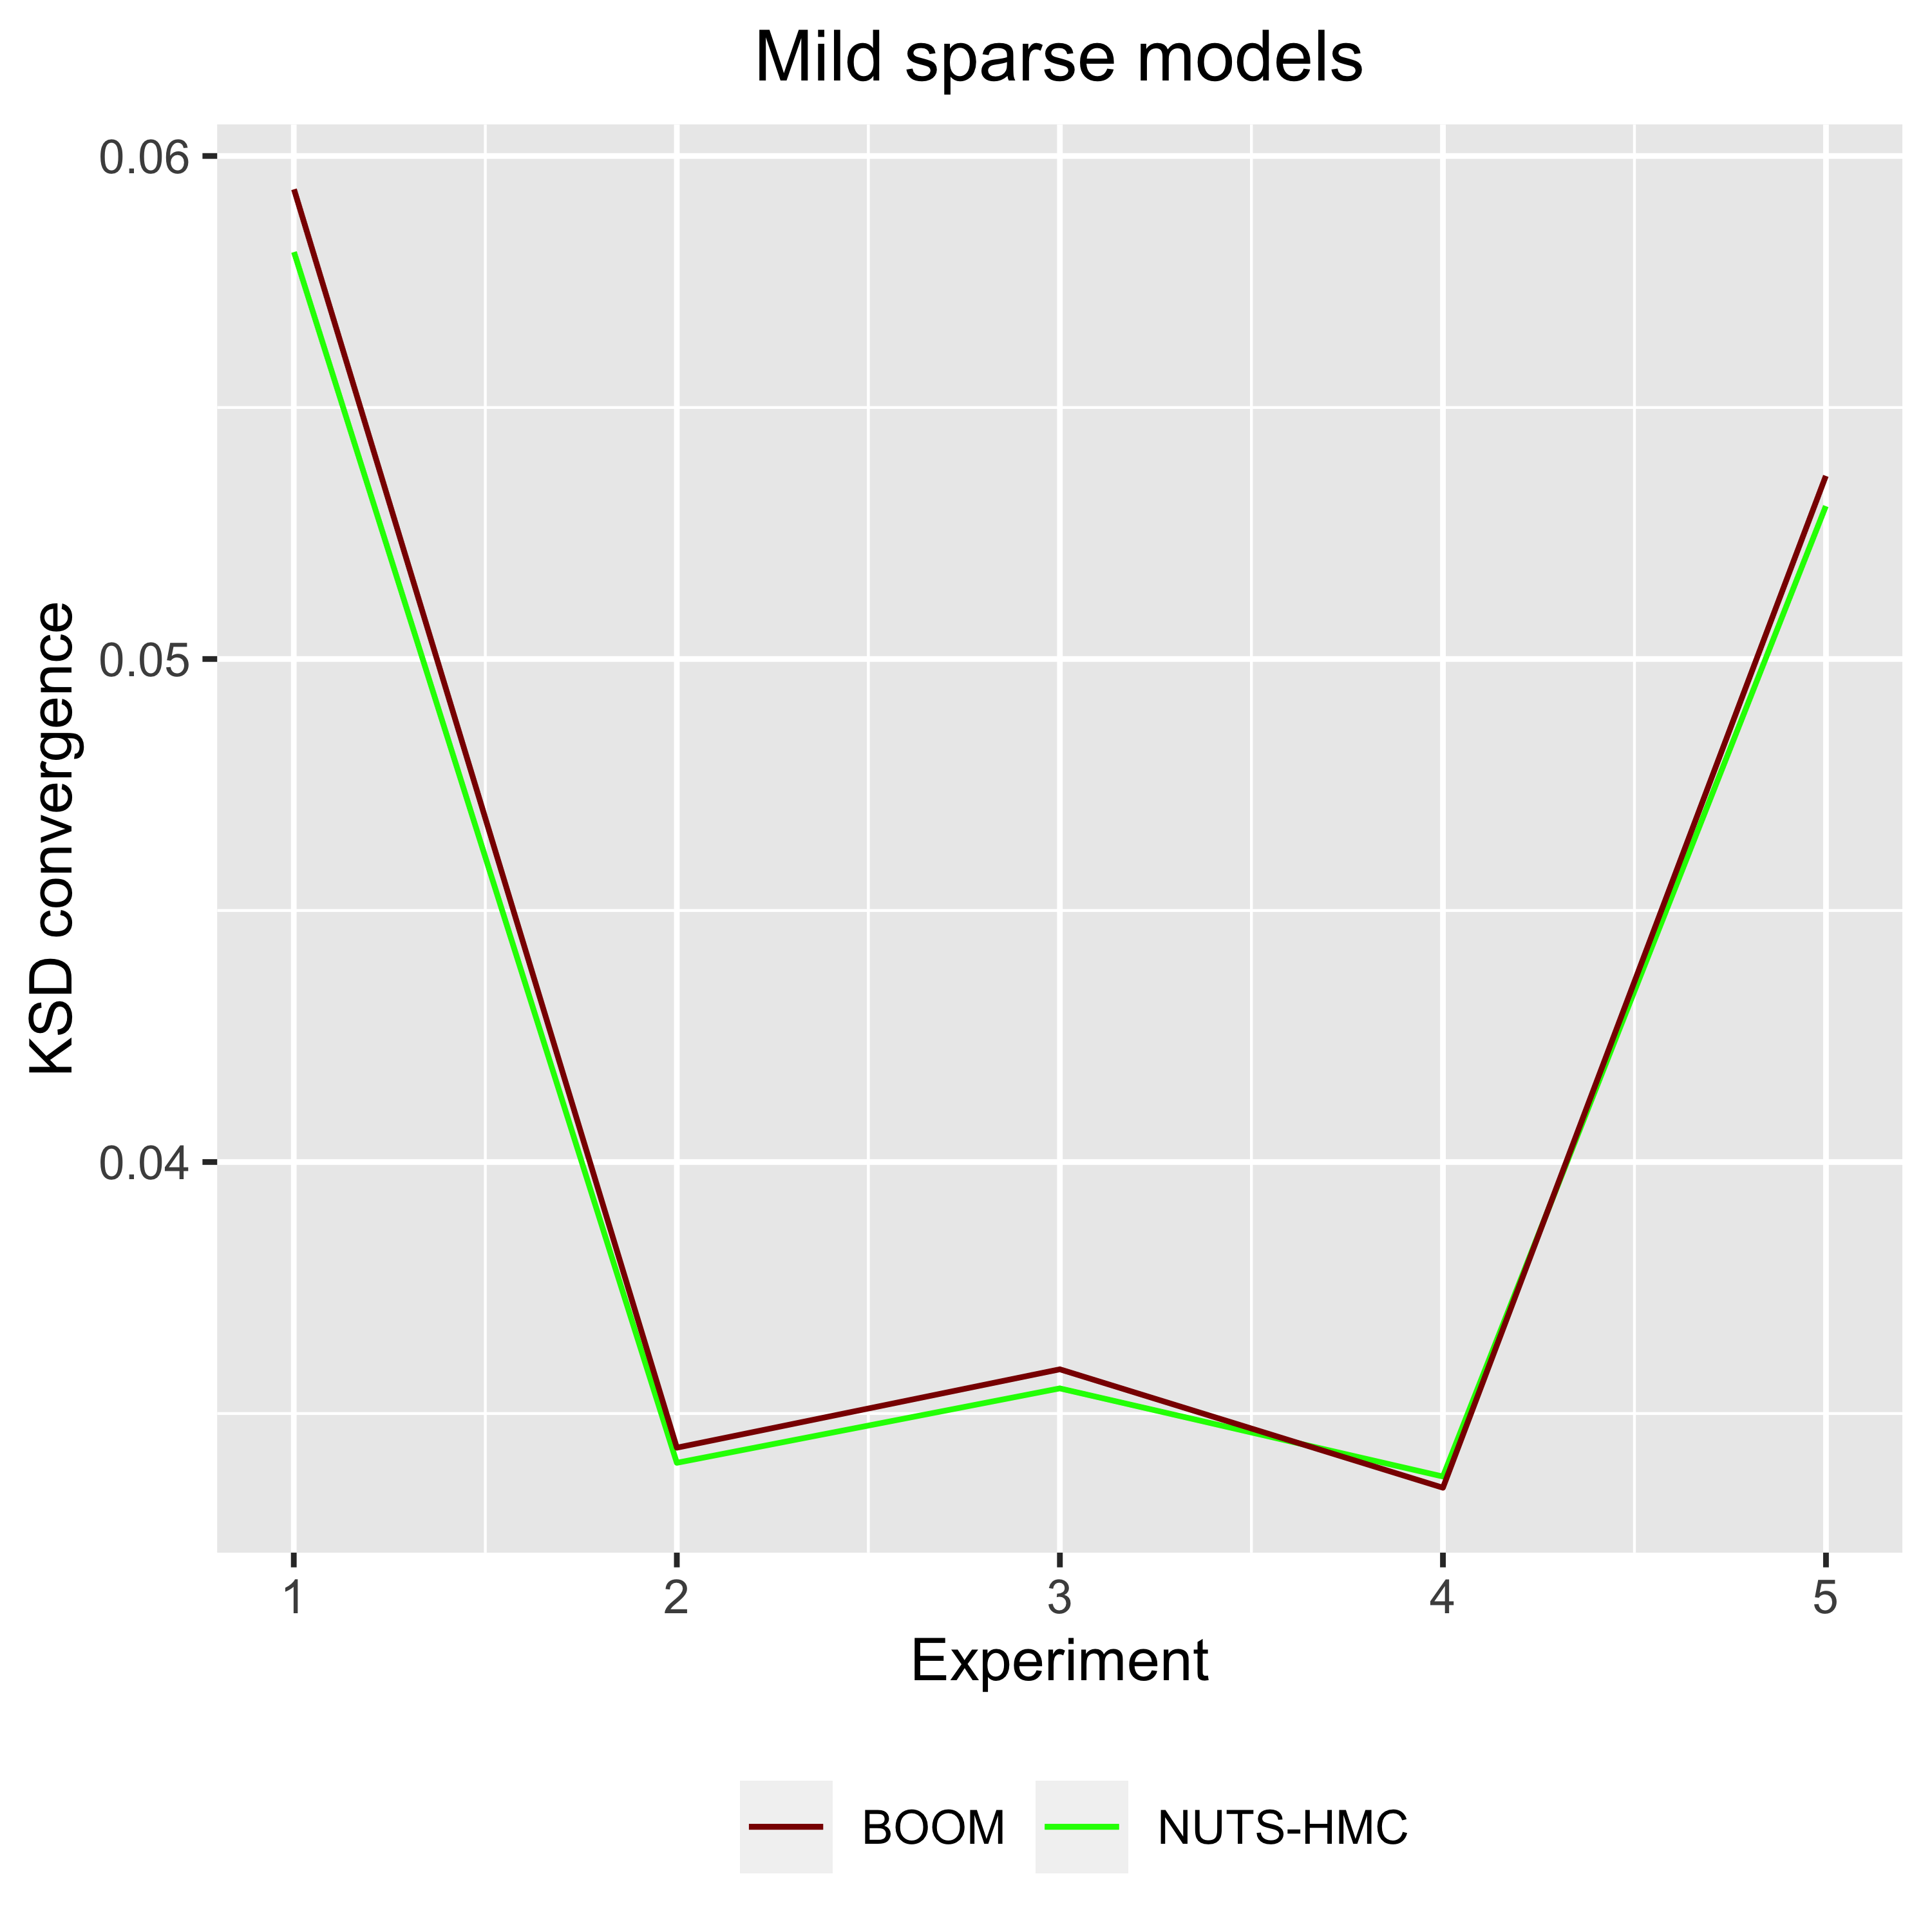 Mild sparse models
KSD convergence
0.06
0.05
0.04
1 2 3 4 5
Experiment
BOOM NUTS-HMC